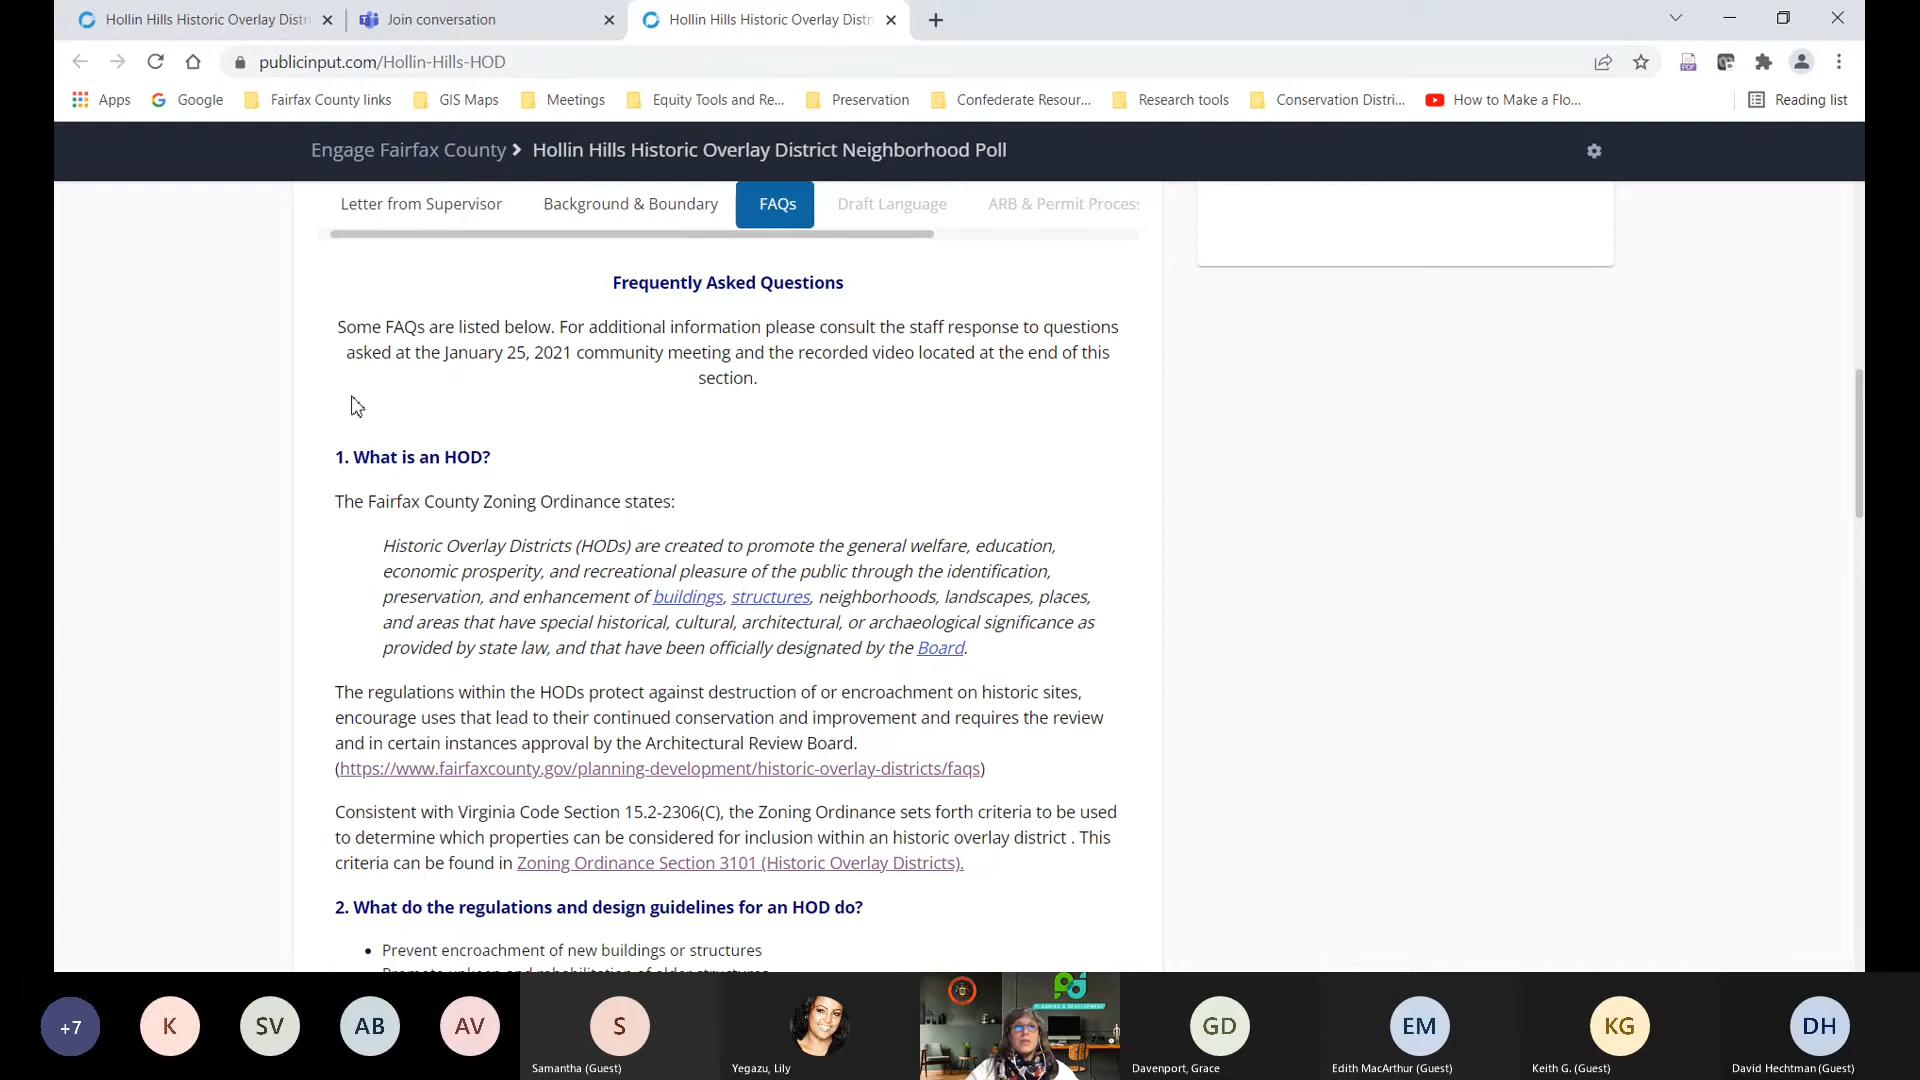 Hollin Hills Historic Overlay Distr
Join conversation
Hollin Hills Historic Overlay Distr
publicinput.com/Hollin-Hills-HOD
Apps
Google
Fairfax County links
GIS Maps
Meetings
Equity Tools and Re...
Preservation
Confederate Resour...
Research tools
Conservation Distri...
How to Make a Flo...
Reading list
Engage Fairfax County > Hollin Hills Historic Overlay District Neighborhood Poll
Letter from Supervisor
Background & Boundary
FAQs
Draft Language
ARB & Permit Process
Frequently Asked Questions
Some FAQs are listed below. For additional information please consult the staff response to questions
asked at the January 25, 2021 community meeting and the recorded video located at the end of this
section.
1. What is an HOD?
The Fairfax County Zoning Ordinance states:
Historic Overlay Districts (HODs) are created to promote the general welfare, education,
economic prosperity, and recreational pleasure of the public through the identification,
preservation, and enhancement of buildings, structures, neighborhoods, landscapes, places,
and areas that have special historical, cultural, architectural, or archaeological significance as
provided by state law, and that have been officially designated by the Board.
The regulations within the HODs protect against destruction of or encroachment on historic sites,
encourage uses that lead to their continued conservation and improvement and requires the review
and in certain instances approval by the Architectural Review Board.
(https://www.fairfaxcounty.gov/planning-development/historic-overlay-districts/faqs)
Consistent with Virginia Code Section 15.2-2306(C), the Zoning Ordinance sets forth criteria to be used
to determine which properties can be considered for inclusion within an historic overlay district . This
criteria can be found in Zoning Ordinance Section 3101 (Historic Overlay Districts).
2. What do the regulations and design guidelines for an HOD do?
• Prevent encroachment of new buildings or structures
+7
K
SV
AB
AV
S
GD
EM
KG
DH
PLANNING & DEVELOPMENT
Samantha (Guest)
Yegazu, Lily
Davenport, Grace
Edith MacArthur (Guest)
Keith G. (Guest)
David Hechtman (Guest)